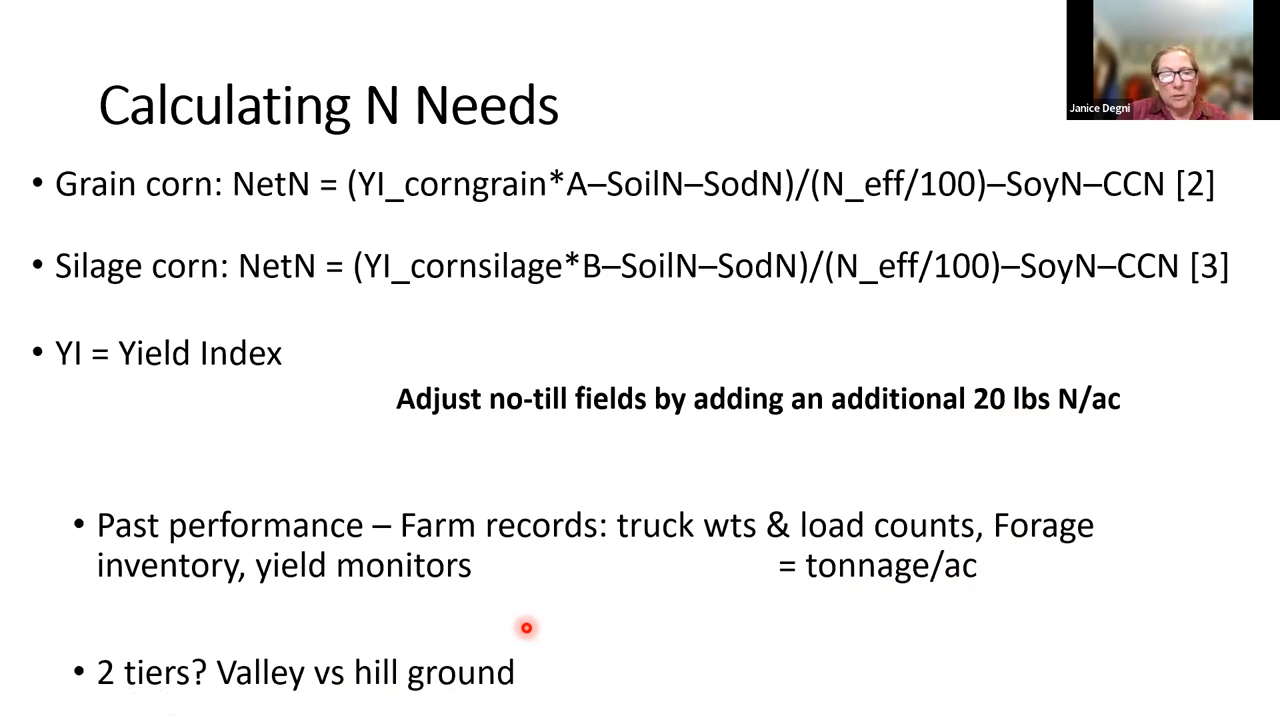 Janice Degni
Calculating N Needs
• Grain corn: NetN = (YI_corngrain*A–SoilN–SodN)/(N_eff/100)–SoyN–CCN [2]
• Silage corn: NetN = (YI_cornsilage*B–SoilN–SodN)/(N_eff/100)–SoyN–CCN [3]
• YI = Yield Index
Adjust no-till fields by adding an additional 20 lbs N/ac
• Past performance – Farm records: truck wts & load counts, Forage
inventory, yield monitors = tonnage/ac
• 2 tiers? Valley vs hill ground